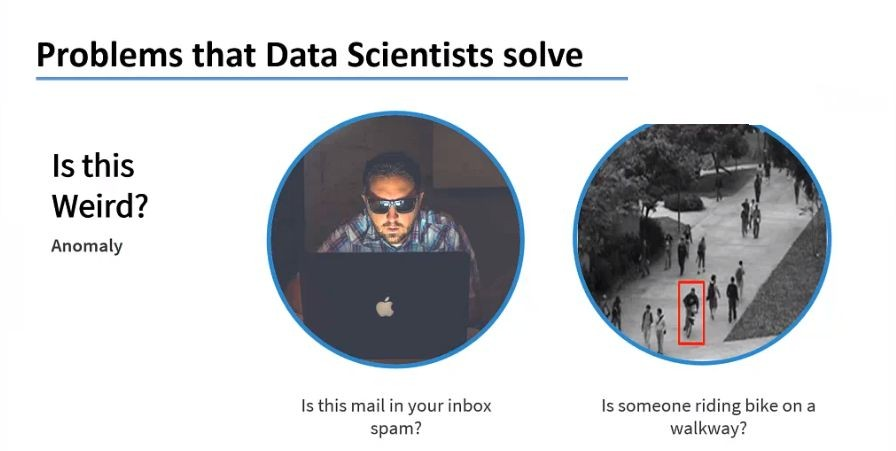 Problems that Data Scientists solve
Is this
Weird?
Anomaly
Is this mail in your inbox
spam?
Is someone riding bike on a
walkway?